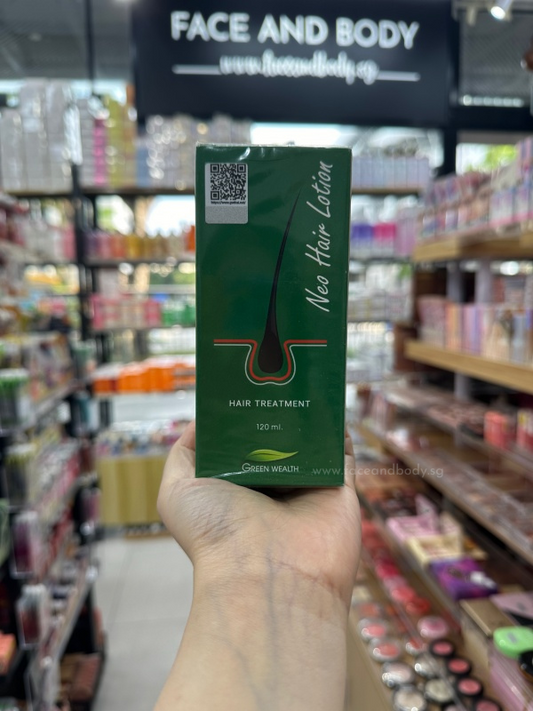 FACE AND BODY
www.faceandbody.sg
Neo Hair Lotion
HAIR TREATMENT
120 ml.
GREEN WEALTH
www.faceandbody.sg